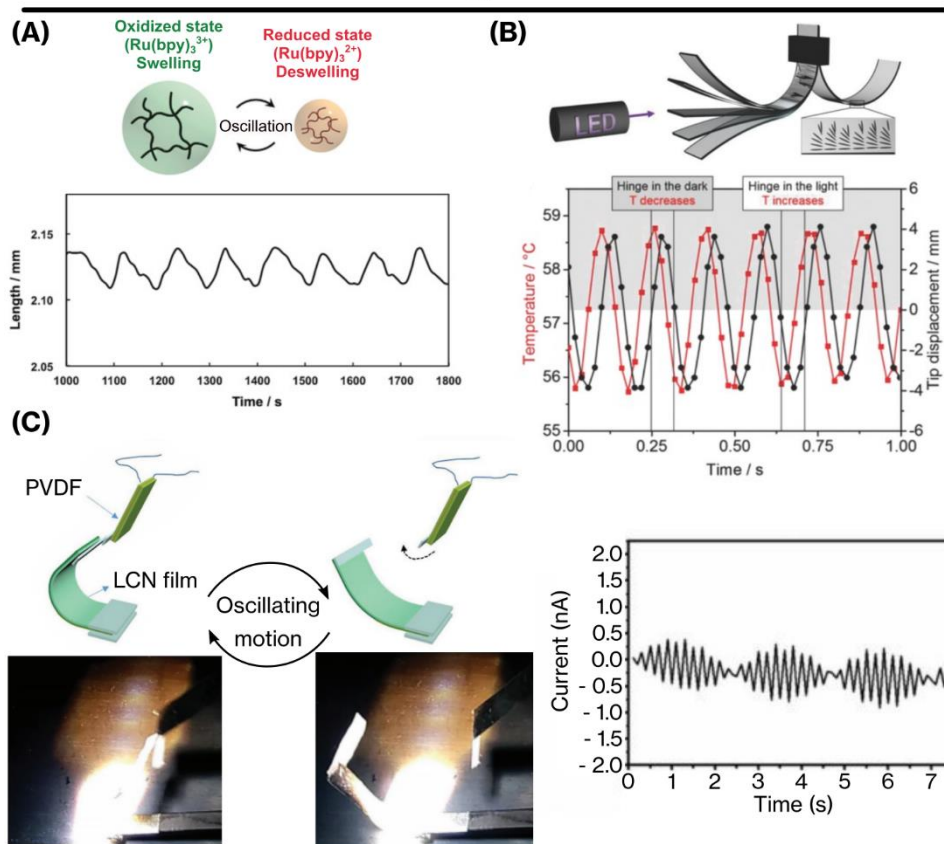 (A)
Oxidized state
(Ru(bpy)₃³⁺)
Swelling
Reduced state
(Ru(bpy)₃²⁺)
Deswelling
Oscillation
Length / mm
2.15
2.10
2.05
1000 1100 1200 1300 1400 1500 1600 1700 1800
Time / s
(B)
LED
Hinge in the dark
T decreases
Hinge in the light
T increases
Temperature / °C
59
58
57
56
55
6
4
2
0
-2
-4
-6
Tip displacement / mm
0.00 0.25 0.50 0.75 1.00
Time / s
(C)
PVDF
LCN film
Oscillating
motion
Current (nA)
2.0
1.5
1.0
0.5
0.0
- 0.5
- 1.0
- 1.5
- 2.0
0 1 2 3 4 5 6 7
Time (s)